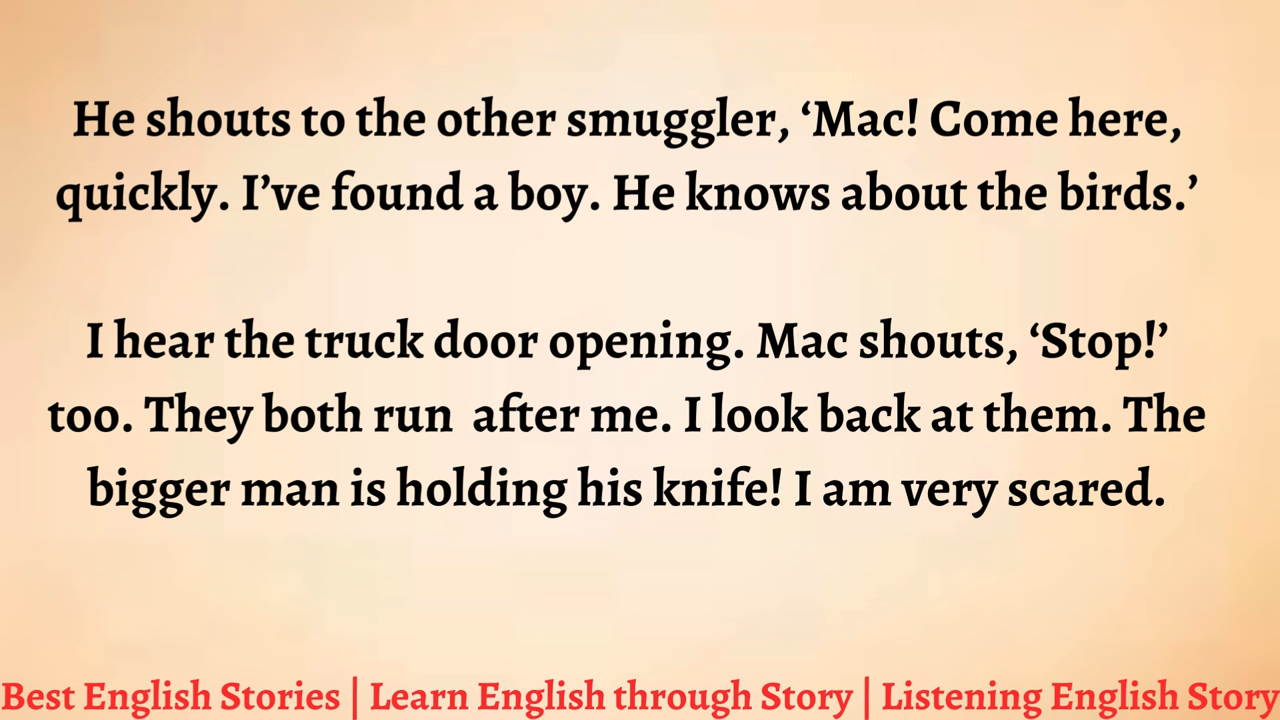 He shouts to the other smuggler, ‘Mac! Come here,
quickly. I’ve found a boy. He knows about the birds.’
I hear the truck door opening. Mac shouts, ‘Stop!’
too. They both run  after me. I look back at them. The
bigger man is holding his knife! I am very scared.
Best English Stories | Learn English through Story | Listening English Story